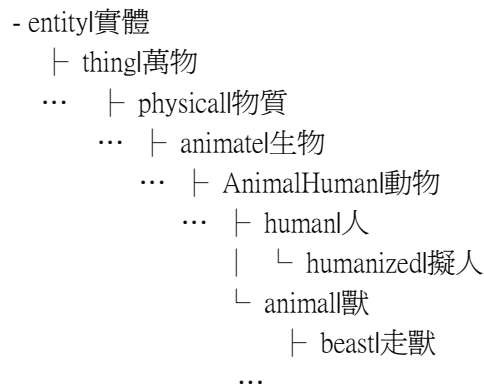 - entity|實體
├ thing|萬物
… ├ physical|物質
… ├ animate|生物
… ├ AnimalHuman|動物
… ├ human|人
│ └ humanized|擬人
└ animal|獸
├ beast|走獸
…